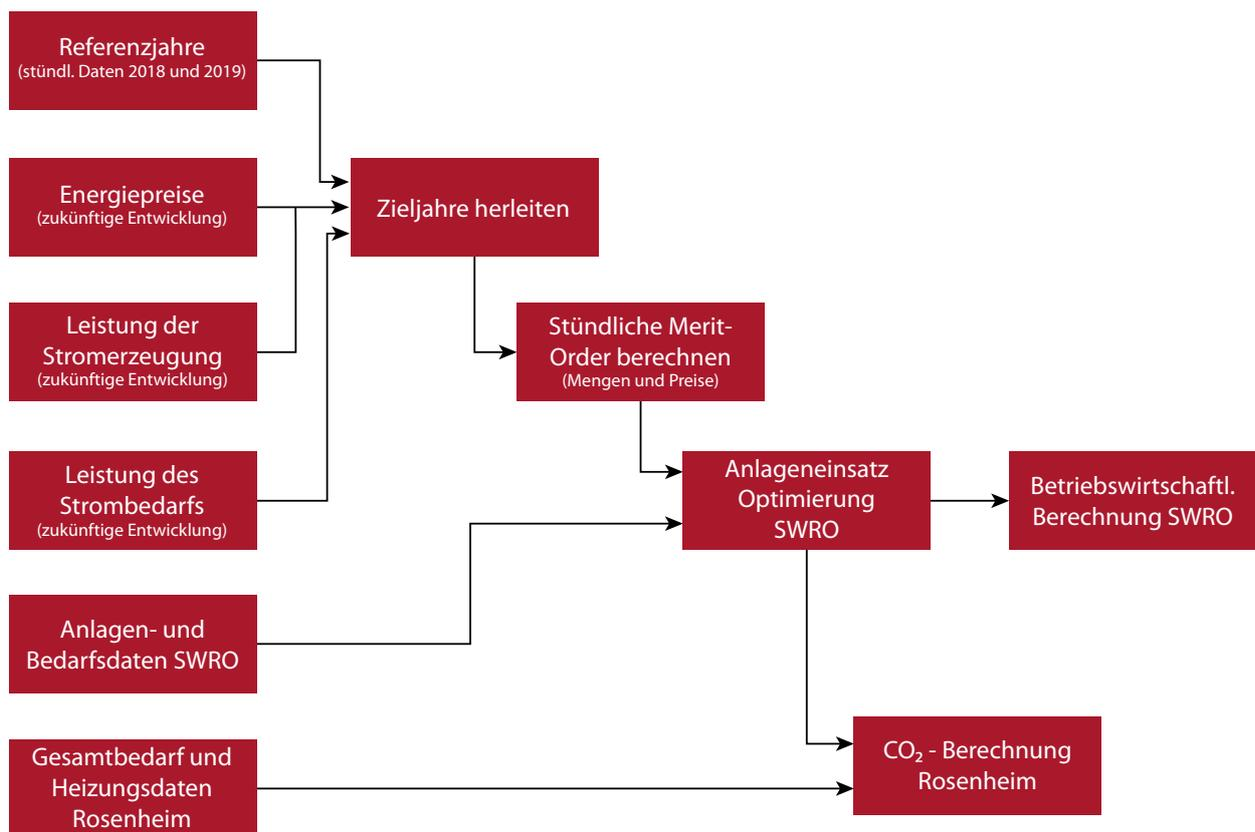 Referenzjahre
(stündl. Daten 2018 und 2019)
Energiepreise
(zukünftige Entwicklung)
Zieljahre herleiten
Leistung der
Stromerzeugung
(zukünftige Entwicklung)
Stündliche Merit-
Order berechnen
(Mengen und Preise)
Leistung des
Strombedarfs
(zukünftige Entwicklung)
Anlageneinsatz
Optimierung
SWRO
Betriebswirtschaftl.
Berechnung SWRO
Anlagen- und
Bedarfsdaten SWRO
Gesamtbedarf und
Heizungsdaten
Rosenheim
CO₂ - Berechnung
Rosenheim